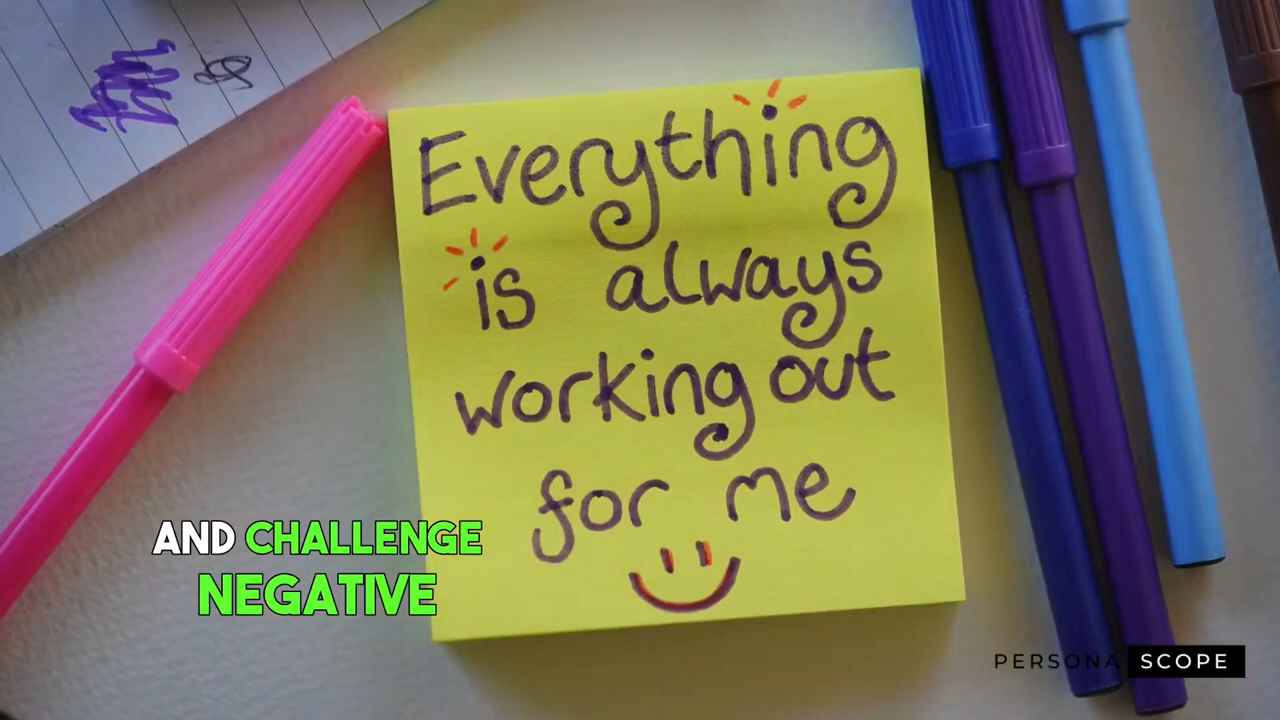 Everything
is always
working out
for me
AND CHALLENGE
NEGATIVE
PERSONA SCOPE